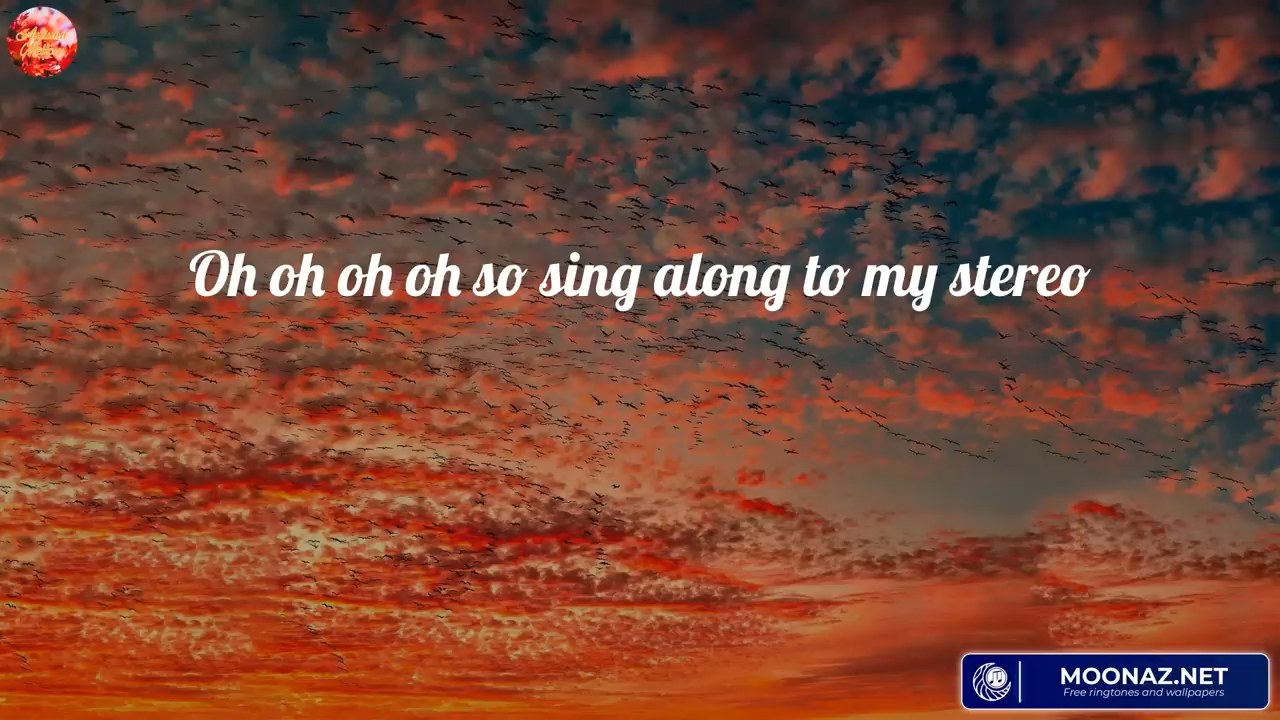 Oh oh oh oh so sing along to my stereo
MOONAZ.NET
Free ringtones and wallpapers